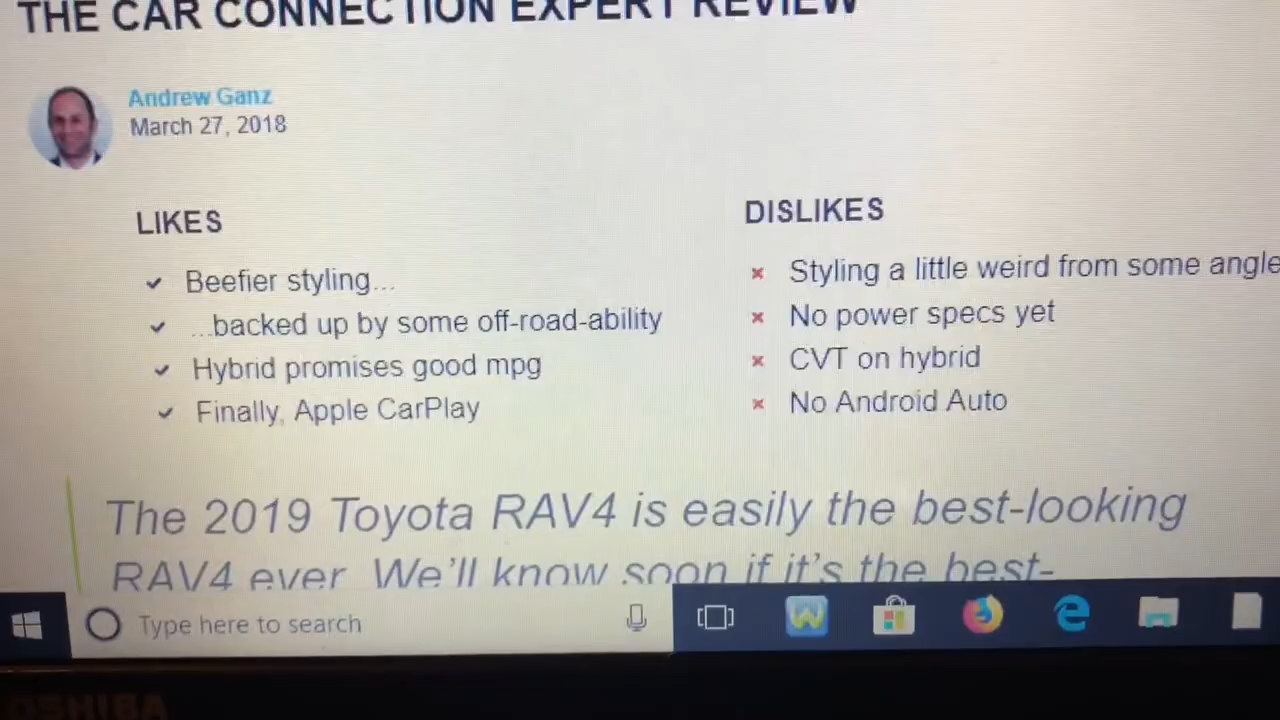 THE CAR CONNECTION EXPERT REVIEW
Andrew Ganz
March 27, 2018
LIKES
Beefier styling...
...backed up by some off-road-ability
Hybrid promises good mpg
Finally, Apple CarPlay
DISLIKES
Styling a little weird from some angle
No power specs yet
CVT on hybrid
No Android Auto
The 2019 Toyota RAV4 is easily the best-looking
RAV4 ever. We'll know soon if it's the best-
Type here to search
TOSHIBA